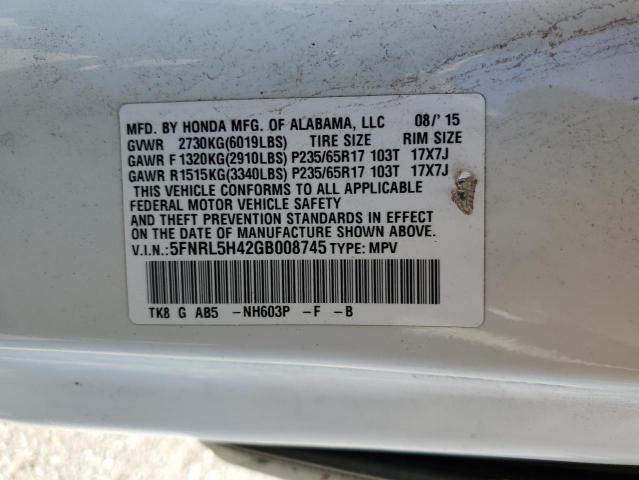 MFD. BY HONDA MFG. OF ALABAMA, LLC 08/'15
GVWR 2730KG(6019LBS) TIRE SIZE RIM SIZE
GAWR F 1320KG(2910LBS) P235/65R17 103T 17X7J
GAWR R 1515KG(3340LBS) P235/65R17 103T 17X7J
THIS VEHICLE CONFORMS TO ALL APPLICABLE
FEDERAL MOTOR VEHICLE SAFETY
AND THEFT PREVENTION STANDARDS IN EFFECT
ON THE DATE OF MANUFACTURE SHOWN ABOVE.
V.I.N.:5FNRL5H42GB008745 TYPE: MPV
TK8 G AB5 -NH603P -F -B